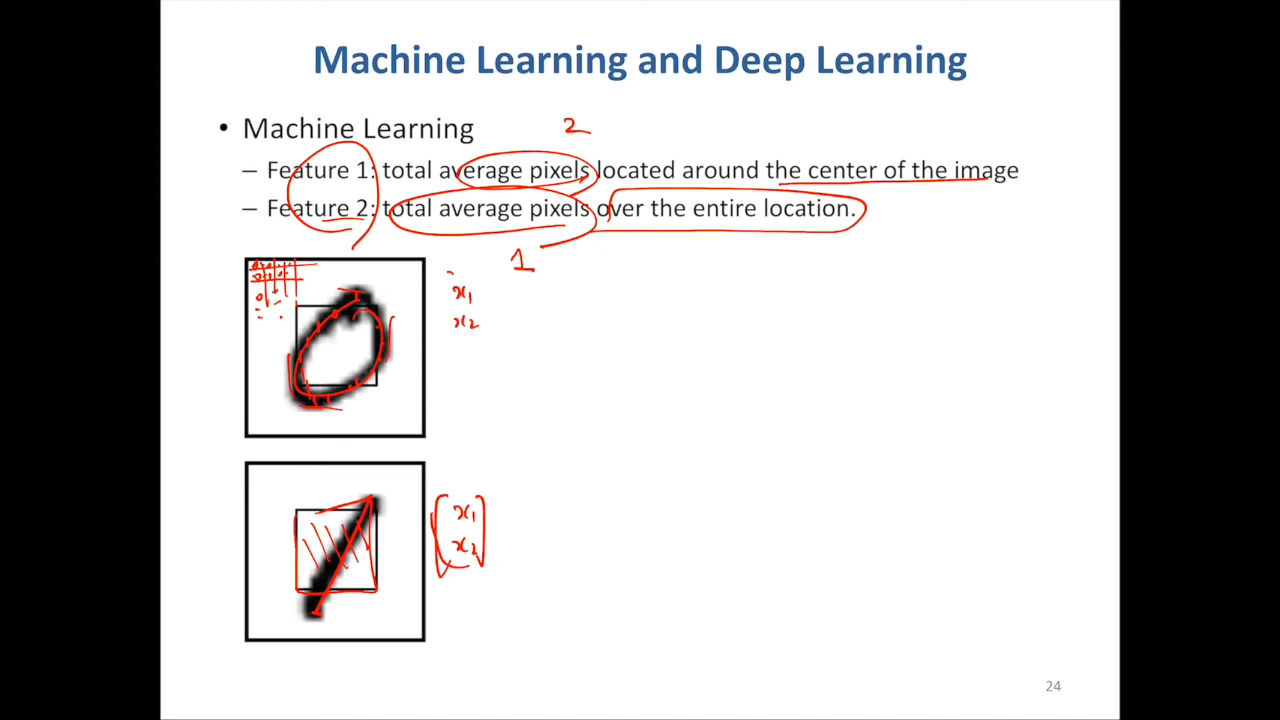 Machine Learning and Deep Learning
• Machine Learning
2
– Feature 1: total average pixels located around the center of the image
– Feature 2: total average pixels over the entire location.
1
x1
x2
x1
x2
24